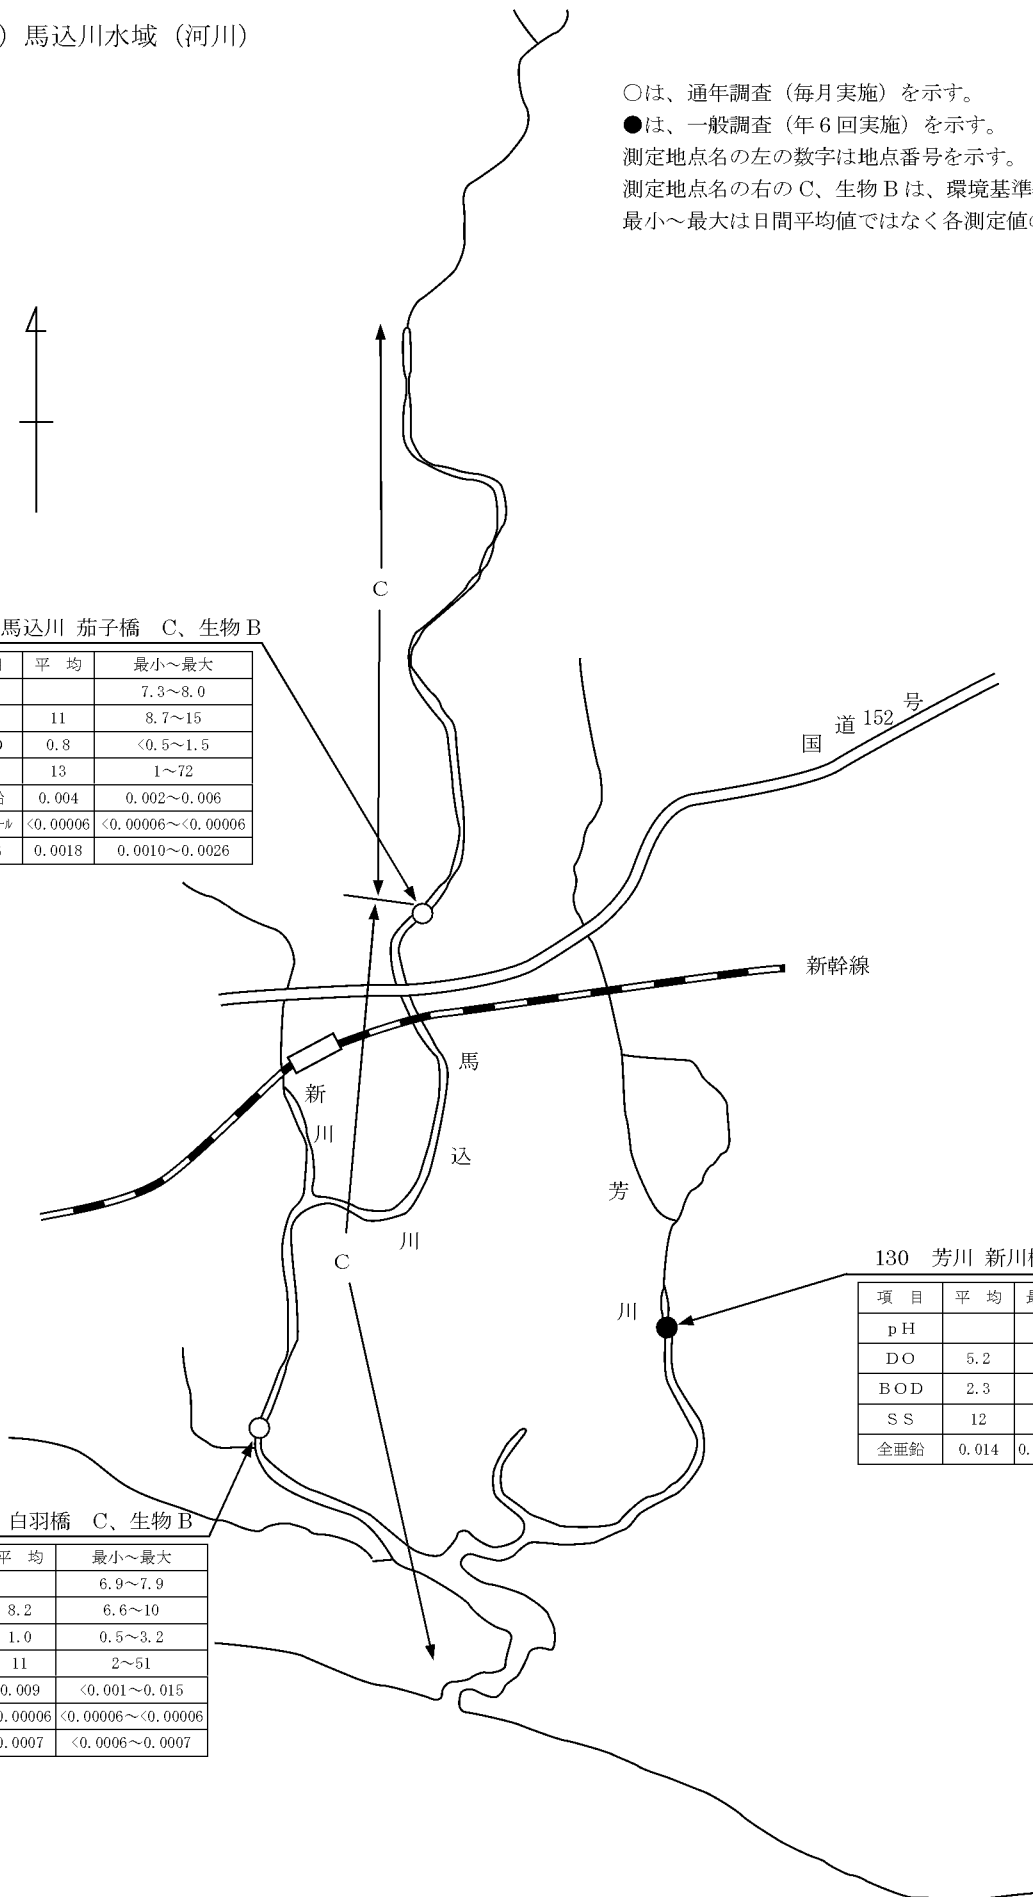 ) 馬込川水域 (河川)
○は、通年調査 (毎月実施) を示す。
●は、一般調査 (年6回実施) を示す。
測定地点名の左の数字は地点番号を示す。
測定地点名の右の C、生物 B は、環境基準
最小～最大は日間平均値ではなく各測定値の
C
馬込川 茄子橋 C、生物 B
目 平 均 最小～最大
7.3～8.0
11 8.7～15
0.8 <0.5～1.5
13 1～72
0.004 0.002～0.006
<0.00006 <0.00006～<0.00006
0.0018 0.0010～0.0026
国 道 152 号
新幹線
新
川
馬
込
川
芳
川
C
130 芳川 新川橋
項 目 平 均 最
pH
DO 5.2
BOD 2.3
SS 12
全亜鉛 0.014 0.
白羽橋 C、生物 B
平 均 最小～最大
6.9～7.9
8.2 6.6～10
1.0 0.5～3.2
11 2～51
0.009 <0.001～0.015
0.00006 <0.00006～<0.00006
0.0007 <0.0006～0.0007